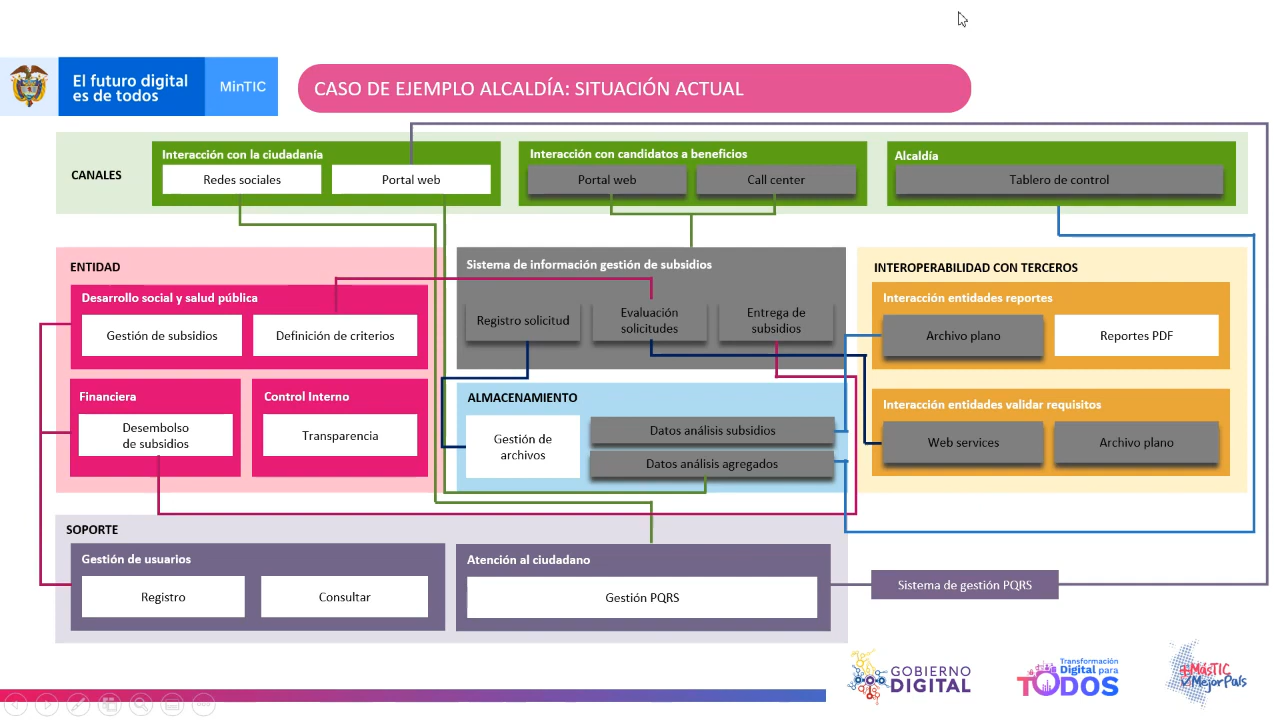 El futuro digital
es de todos
MinTIC
CASO DE EJEMPLO ALCALDÍA: SITUACIÓN ACTUAL
CANALES
Interacción con la ciudadanía
Redes sociales
Portal web
Interacción con candidatos a beneficios
Portal web
Call center
Alcaldía
Tablero de control
ENTIDAD
Desarrollo social y salud pública
Gestión de subsidios
Definición de criterios
Financiera
Desembolso
de subsidios
Control Interno
Transparencia
Sistema de información gestión de subsidios
Registro solicitud
Evaluación
solicitudes
Entrega de
subsidios
ALMACENAMIENTO
Gestión de
archivos
Datos análisis subsidios
Datos análisis agregados
INTEROPERABILIDAD CON TERCEROS
Interacción entidades reportes
Archivo plano
Reportes PDF
Interacción entidades validar requisitos
Web services
Archivo plano
SOPORTE
Gestión de usuarios
Registro
Consultar
Atención al ciudadano
Gestión PQRS
Sistema de gestión PQRS
GOBIERNO
DIGITAL
Transformación
Digital para
TODOS
+MásTIC
MejorPaís